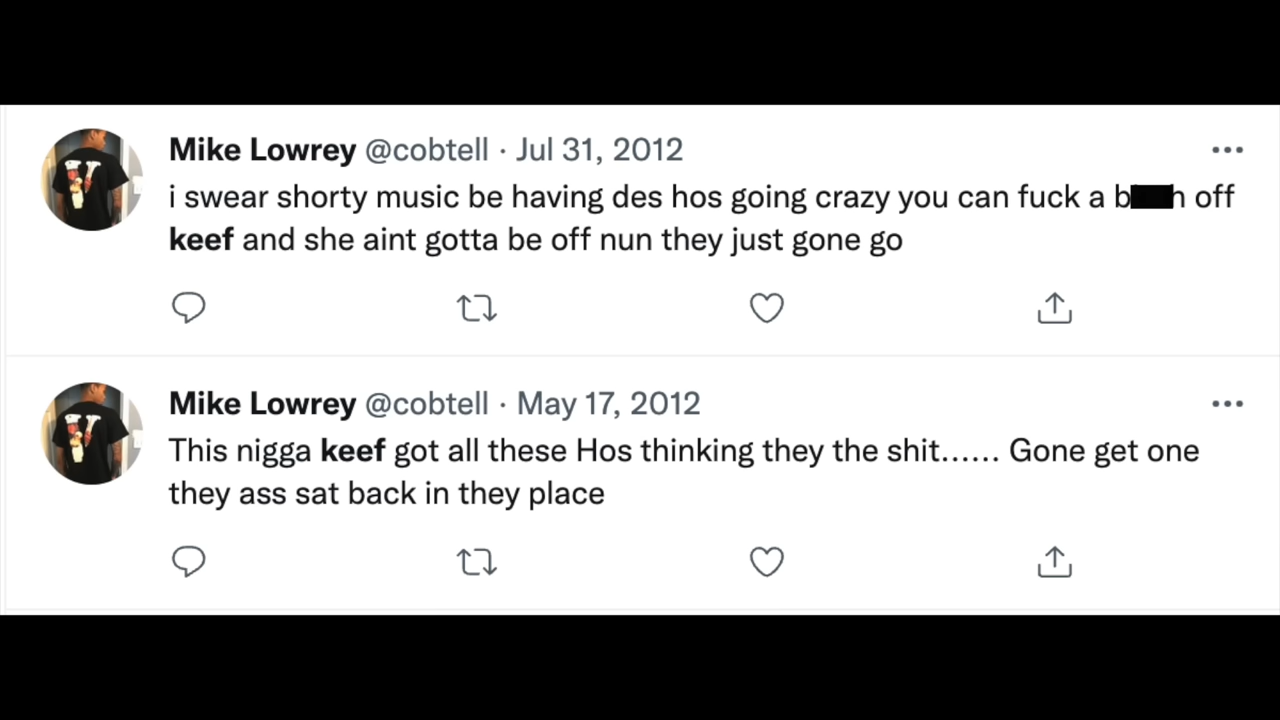 Mike Lowrey @cobtell · Jul 31, 2012
i swear shorty music be having des hos going crazy you can fuck a b h off
keef and she aint gotta be off nun they just gone go
Mike Lowrey @cobtell · May 17, 2012
This nigga keef got all these Hos thinking they the shit...... Gone get one
they ass sat back in they place